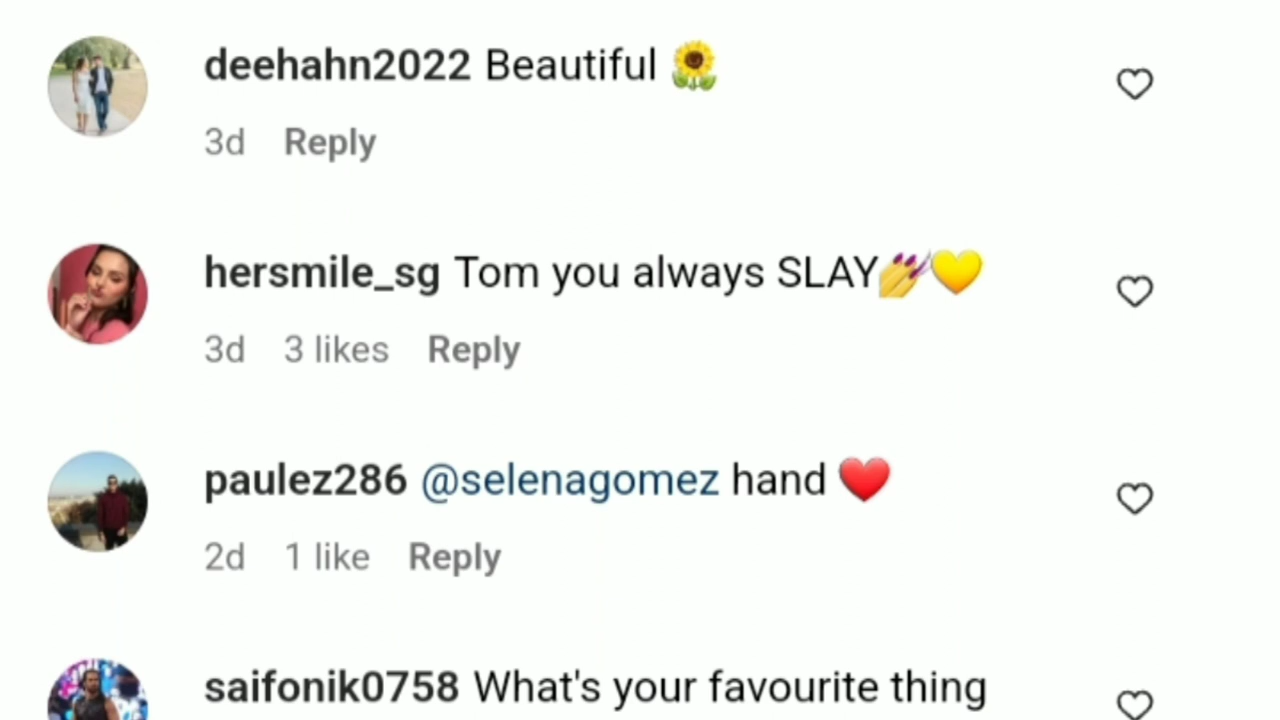 deehahn2022 Beautiful 🌻
3d Reply
hersmile_sg Tom you always SLAY💅💛
3d 3 likes Reply
paulez286 @selenagomez hand ❤️
2d 1 like Reply
saifonik0758 What's your favourite thing